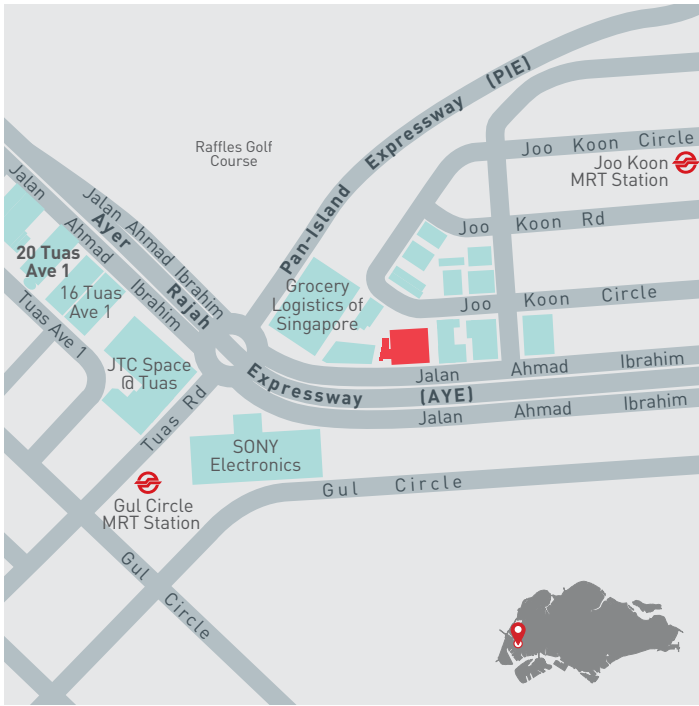 Pan-Island Expressway (PIE)
Raffles Golf
Course
Joo Koon Circle
Joo Koon
MRT Station
Jalan Ahmad Ibrahim
Ayer Rajah
Jalan Ahmad Ibrahim
Joo Koon Rd
20 Tuas
Ave 1
16 Tuas
Ave 1
Tuas Ave 1
Grocery
Logistics of
Singapore
Joo Koon Circle
JTC Space
@ Tuas
Expressway (AYE)
Jalan Ahmad Ibrahim
Jalan Ahmad Ibrahim
Tuas Rd
SONY
Electronics
Gul Circle
Gul Circle
MRT Station
Gul Circle